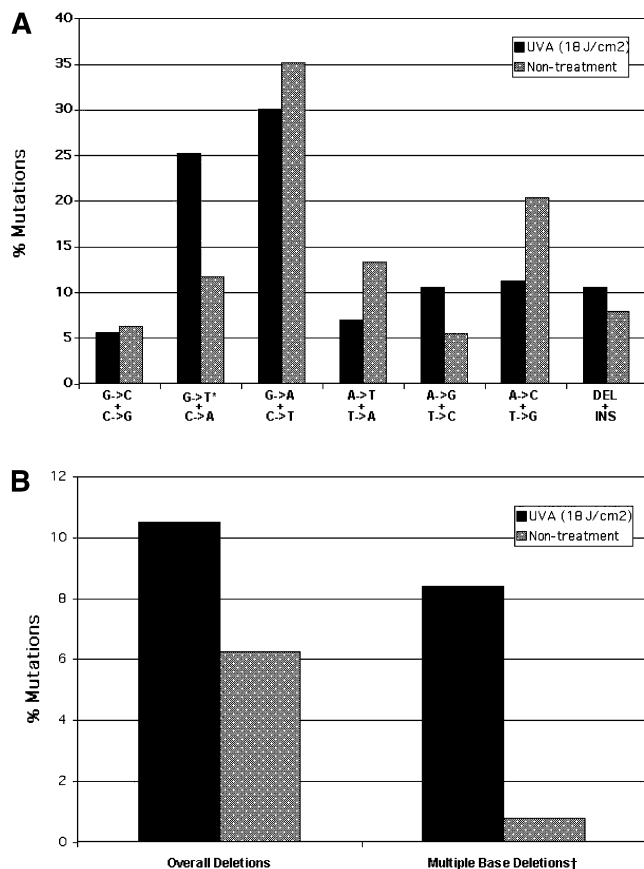 A
% Mutations
40
35
30
25
20
15
10
5
0
UVA (18 J/cm2)
Non-treatment
G->C
+
C->G
G->T*
+
C->A
G->A
+
C->T
A->T
+
T->A
A->G
+
T->C
A->C
+
T->G
DEL
+
INS
B
% Mutations
12
10
8
6
4
2
0
UVA (18 J/cm2)
Non-treatment
Overall Deletions
Multiple Base Deletions†